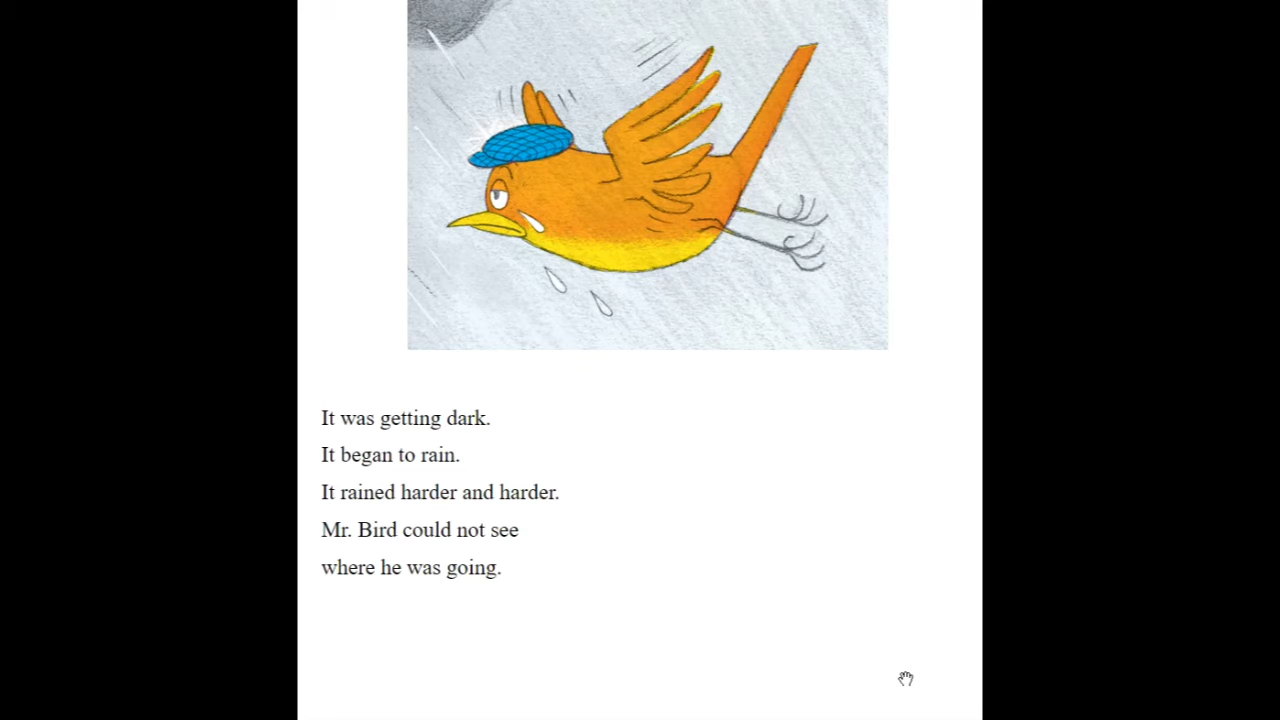 It was getting dark.
It began to rain.
It rained harder and harder.
Mr. Bird could not see
where he was going.